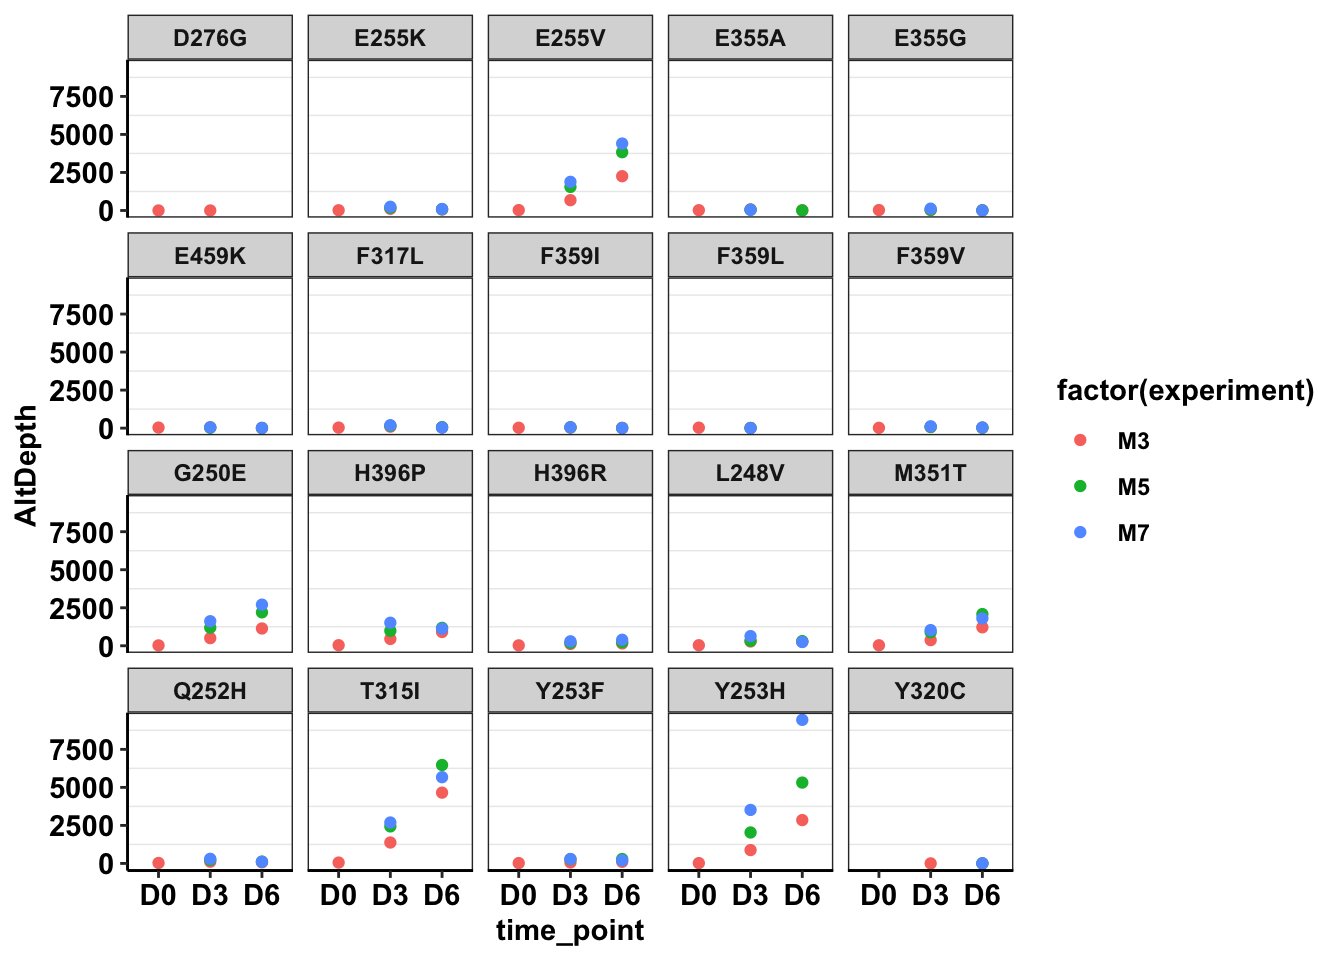 D276G E255K E255V E355A E355G
7500
5000
2500
0
E459K F317L F359I F359L F359V
7500
5000
2500
0
G250E H396P H396R L248V M351T
7500
5000
2500
0
Q252H T315I Y253F Y253H Y320C
7500
5000
2500
0
D0 D3 D6 D0 D3 D6 D0 D3 D6 D0 D3 D6 D0 D3 D6
time_point
AltDepth
factor(experiment)
M3
M5
M7